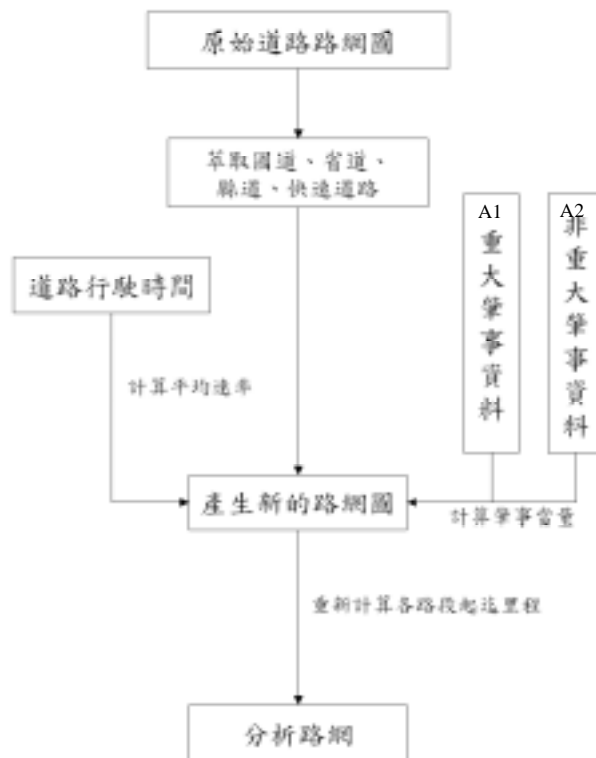 原始道路路網圖
萃取國道、省道、
縣道、快速道路
A1
重大肇事資料
A2
非重大肇事資料
道路行駛時間
計算平均速率
產生新的路網圖
計算肇事當量
重新計算各路段起迄里程
分析路網